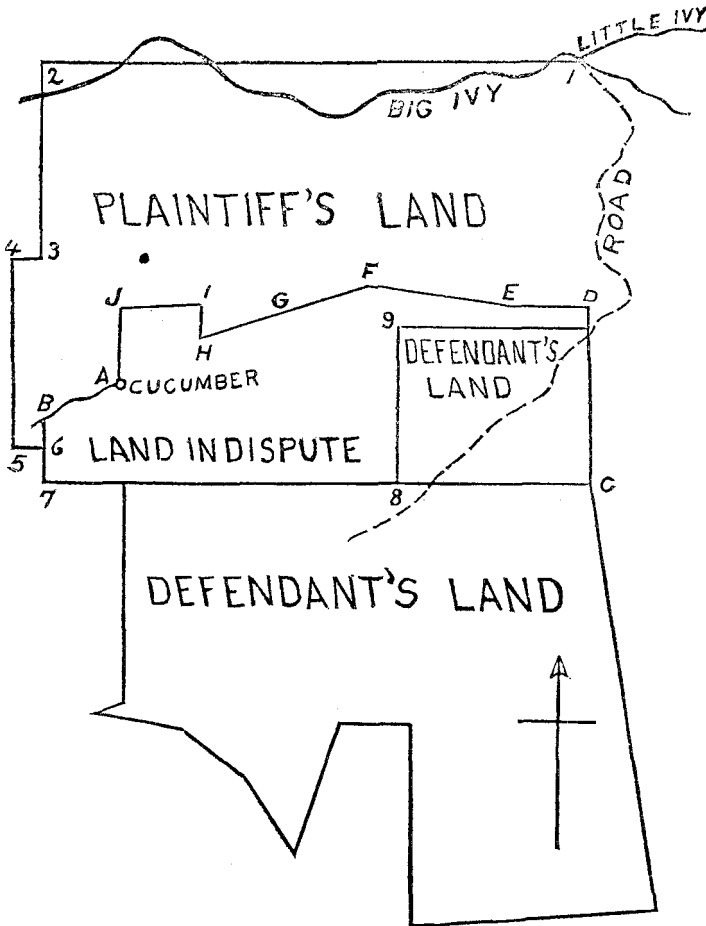 LITTLE IVY
2
1
BIG IVY
PLAINTIFF'S LAND
ROAD
4
3
J
I
G
F
E
D
H
9
DEFENDANT'S
LAND
A
CUCUMBER
B
5
6
LAND IN DISPUTE
7
8
C
DEFENDANT'S LAND